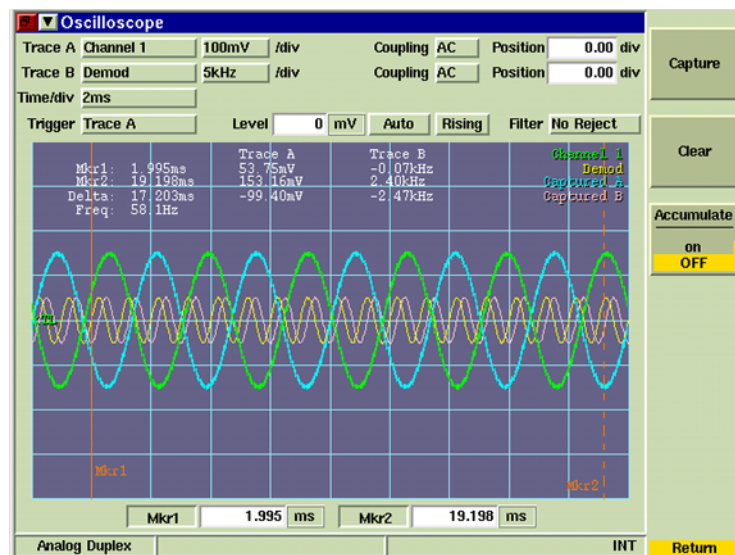 Oscilloscope
Trace A Channel 1 100mV /div Coupling AC Position 0.00 div
Trace B Demod 5kHz /div Coupling AC Position 0.00 div
Time/div 2ms
Trigger Trace A Level 0 mV Auto Rising Filter No Reject
Trace A Trace B Channel 1
Mkr1: 1.995ms 53.75mV -0.07kHz Demod
Mkr2: 19.198ms 153.16mV 2.40kHz Captured A
Delta: 17.203ms -99.40mV -2.47kHz Captured B
Freq: 58.1Hz
TL
Mkr1
Mkr2
Mkr1 1.995 ms Mkr2 19.198 ms
Analog Duplex INT
Capture
Clear
Accumulate
on
OFF
Return